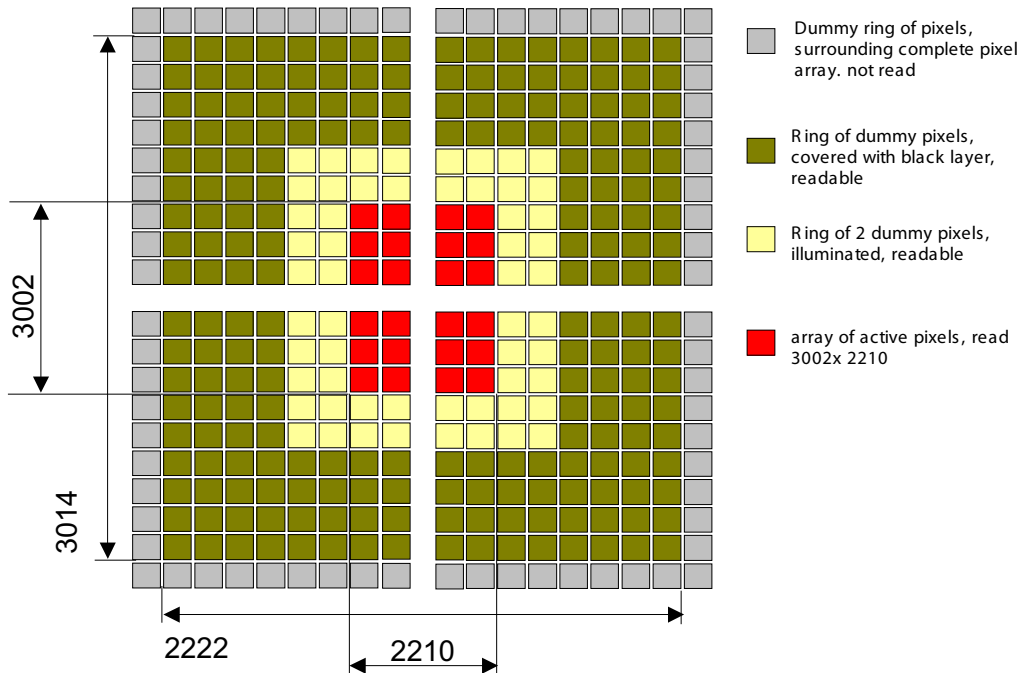 Dummy ring of pixels,
surrounding complete pixel
array. not read
Ring of dummy pixels,
covered with black layer,
readable
Ring of 2 dummy pixels,
illuminated, readable
array of active pixels, read
3002x 2210
3002
3014
2222
2210